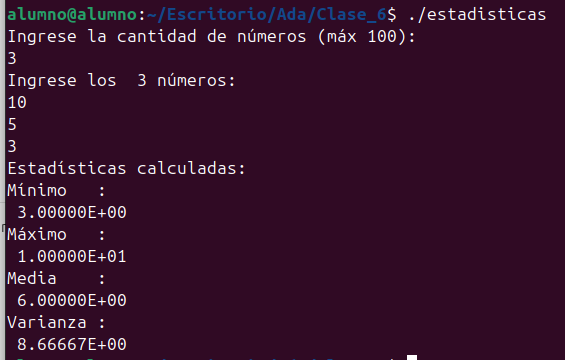 alumno@alumno:~/Escritorio/Ada/Clase_6$ ./estadisticas
Ingrese la cantidad de números (máx 100):
3
Ingrese los  3 números:
10
5
3
Estadísticas calculadas:
Mínimo   :
 3.00000E+00
Máximo   :
 1.00000E+01
Media    :
 6.00000E+00
Varianza :
 8.66667E+00